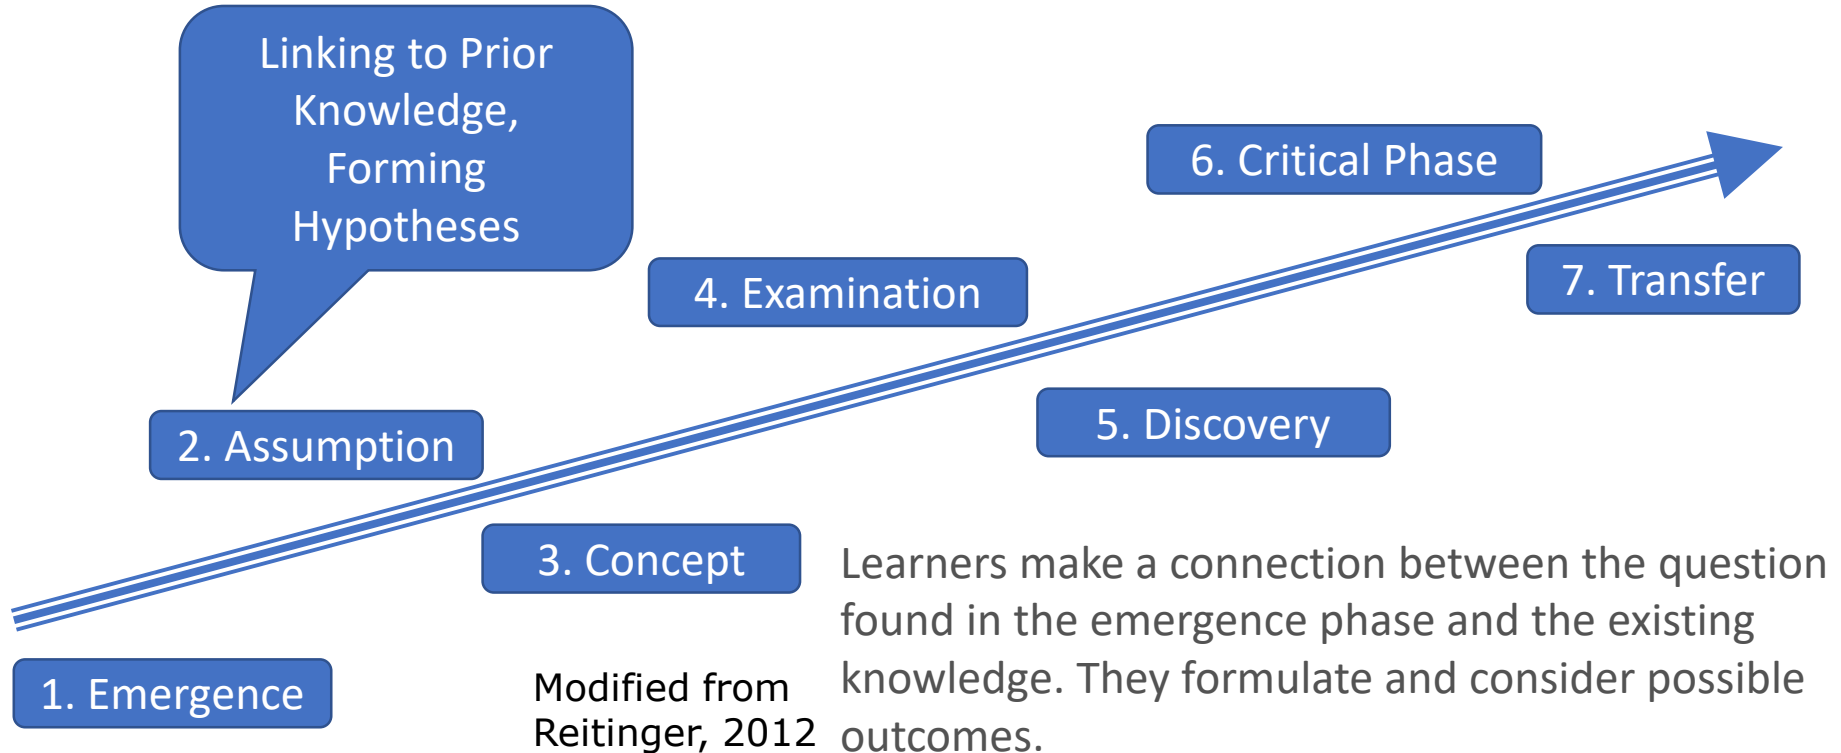 Linking to Prior
Knowledge,
Forming
Hypotheses
6. Critical Phase
4. Examination
7. Transfer
2. Assumption
5. Discovery
3. Concept
1. Emergence
Modified from
Reitinger, 2012
Learners make a connection between the question
found in the emergence phase and the existing
knowledge. They formulate and consider possible
outcomes.